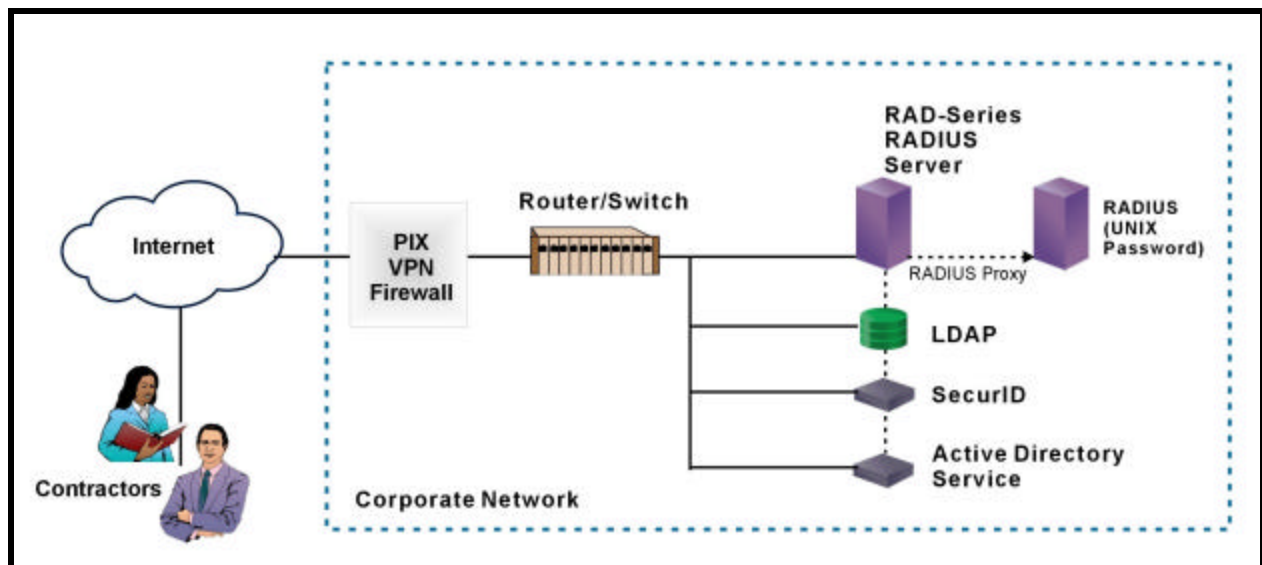 RAD-Series
RADIUS
Server
Router/Switch
RADIUS
(UNIX
Password)
Internet
PIX
VPN
Firewall
RADIUS Proxy
LDAP
SecurID
Active Directory
Service
Contractors
Corporate Network